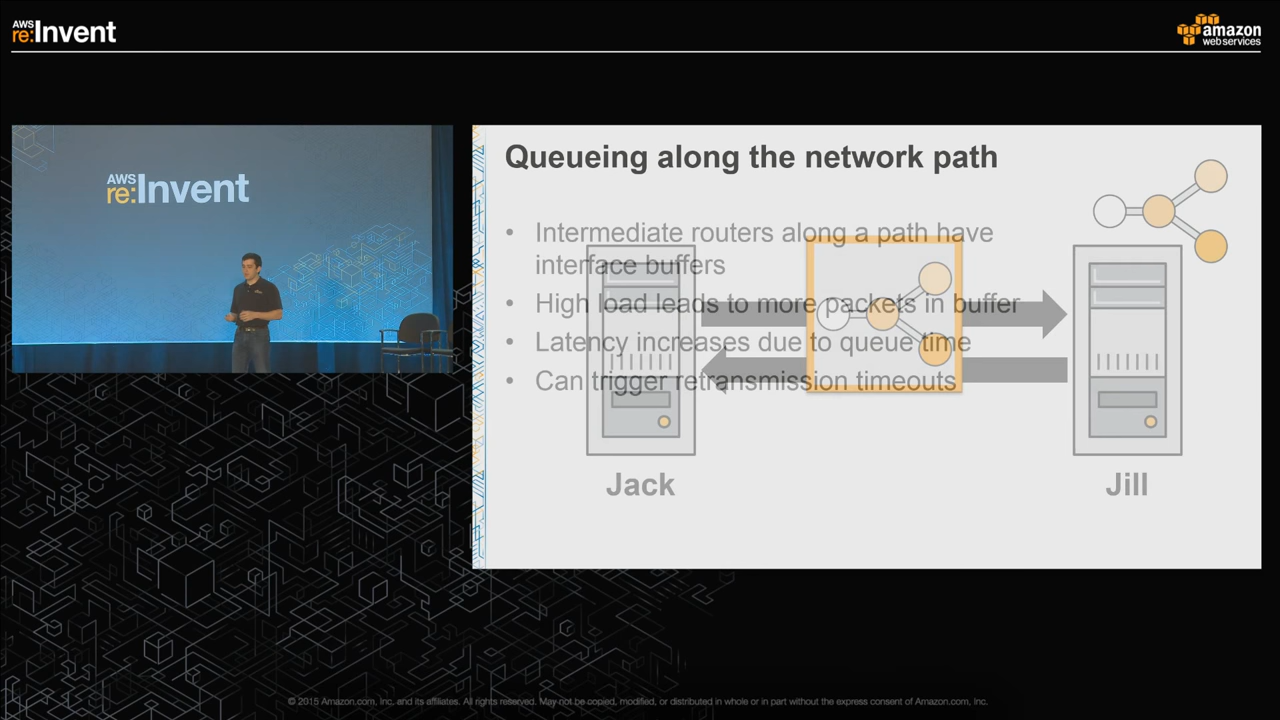 AWS
re:Invent
amazon
web services
AWS
re:Invent
Queueing along the network path
• Intermediate routers along a path have
interface buffers
• High load leads to more packets in buffer
• Latency increases due to queue time
• Can trigger retransmission timeouts
Jack
Jill
© 2015 Amazon.com, Inc. and its affiliates. All rights reserved. May not be copied, modified, or distributed in whole or in part without the express consent of Amazon.com, Inc.